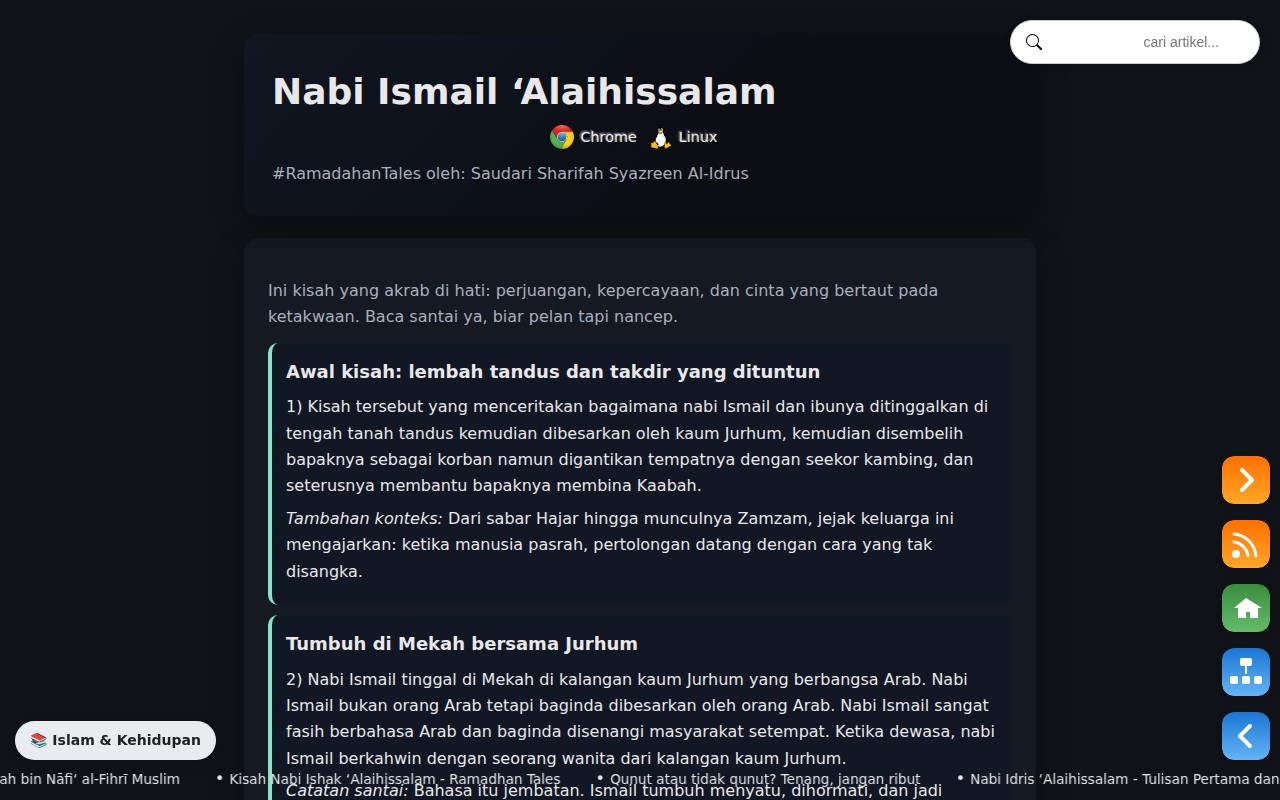 cari artikel...
Nabi Ismail ‘Alaihissalam
Chrome Linux
#RamadahanTales oleh: Saudari Sharifah Syazreen Al-Idrus
Ini kisah yang akrab di hati: perjuangan, kepercayaan, dan cinta yang bertaut pada
ketakwaan. Baca santai ya, biar pelan tapi nancep.
Awal kisah: lembah tandus dan takdir yang dituntun
1) Kisah tersebut yang menceritakan bagaimana nabi Ismail dan ibunya ditinggalkan di
tengah tanah tandus kemudian dibesarkan oleh kaum Jurhum, kemudian disembelih
bapaknya sebagai korban namun digantikan tempatnya dengan seekor kambing, dan
seterusnya membantu bapaknya membina Kaabah.
Tambahan konteks: Dari sabar Hajar hingga munculnya Zamzam, jejak keluarga ini
mengajarkan: ketika manusia pasrah, pertolongan datang dengan cara yang tak
disangka.
Tumbuh di Mekah bersama Jurhum
2) Nabi Ismail tinggal di Mekah di kalangan kaum Jurhum yang berbangsa Arab. Nabi
Ismail bukan orang Arab tetapi baginda dibesarkan oleh orang Arab. Nabi Ismail sangat
fasih berbahasa Arab dan baginda disenangi masyarakat setempat. Ketika dewasa, nabi
Ismail berkahwin dengan seorang wanita dari kalangan kaum Jurhum.
Catatan santai: Bahasa itu jembatan. Ismail tumbuh menyatu, dihormati, dan jadi
📚 Islam & Kehidupan
ah bin Nāfi’ al-Fihrī Muslim • Kisah Nabi Ishak ‘Alaihissalam - Ramadhan Tales • Qunut atau tidak qunut? Tenang, jangan ribut • Nabi Idris ‘Alaihissalam - Tulisan Pertama dan